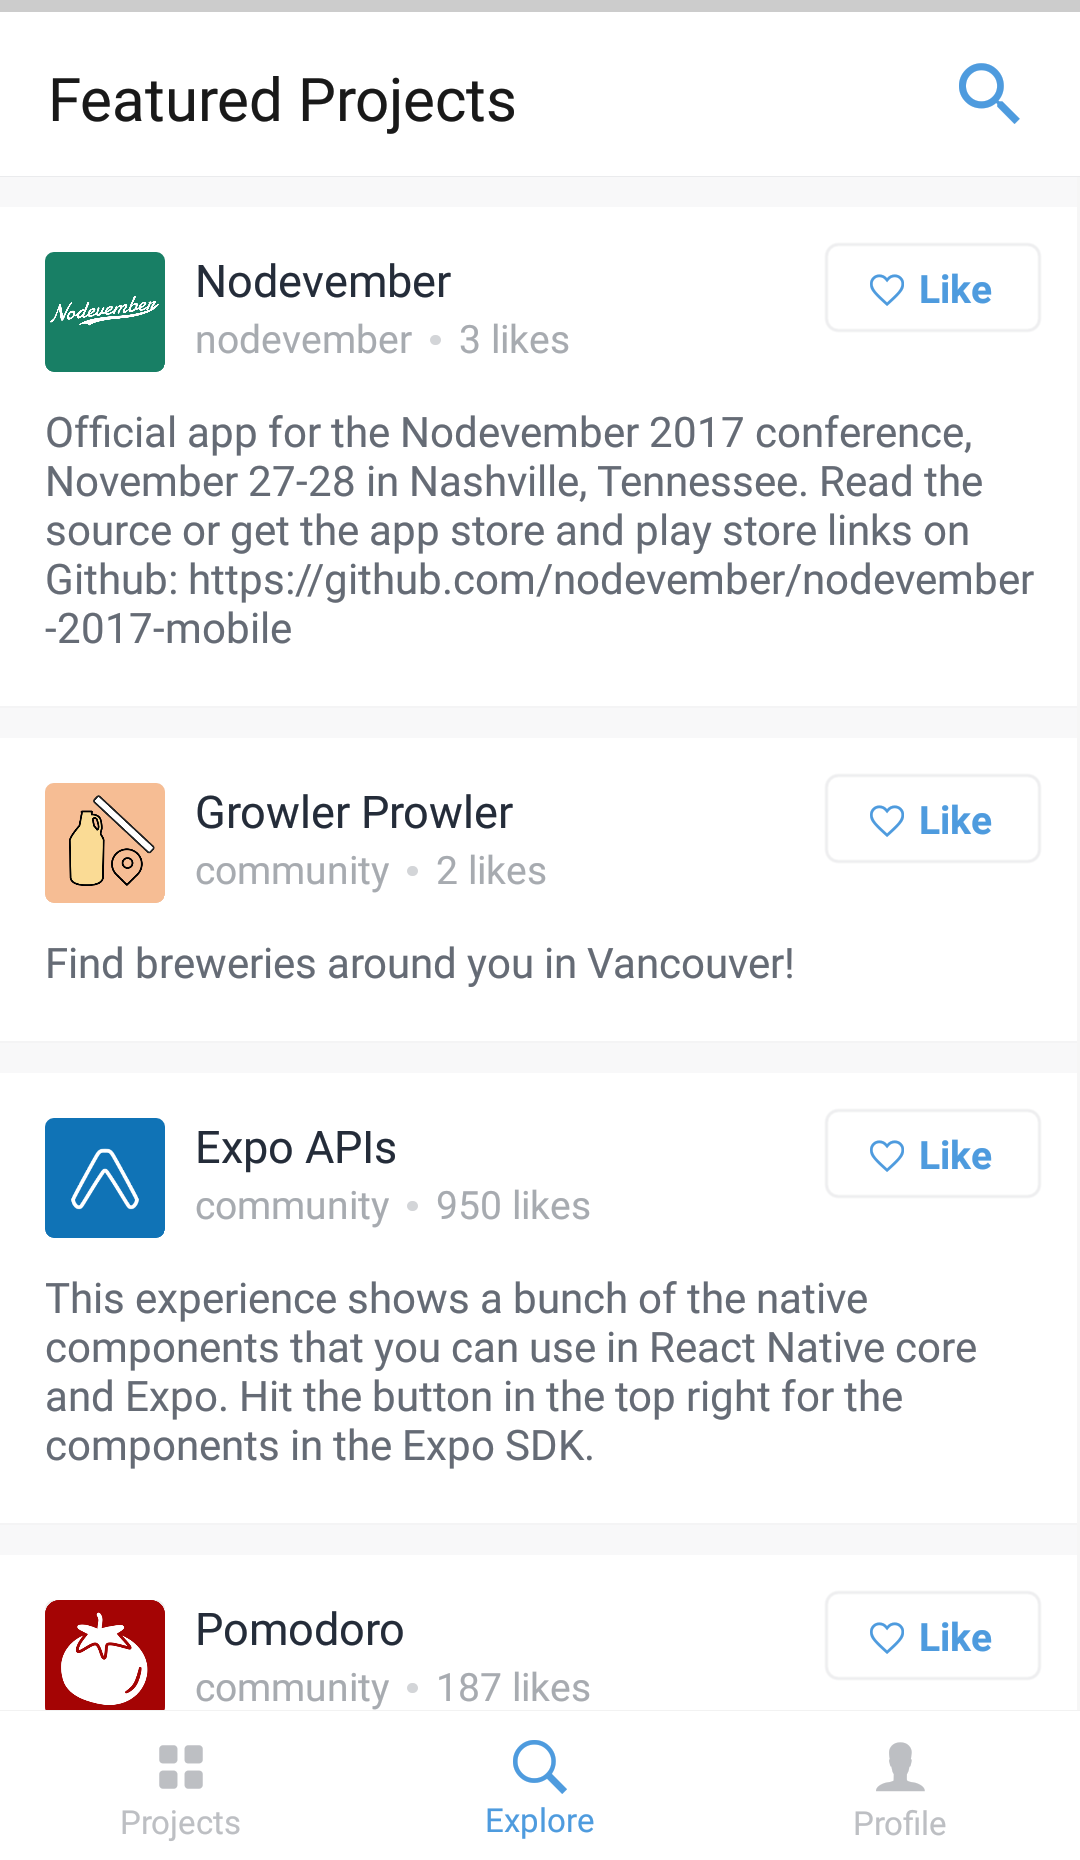 Featured Projects
Nodevember
Nodevember
nodevember • 3 likes
Like
Official app for the Nodevember 2017 conference,
November 27-28 in Nashville, Tennessee. Read the
source or get the app store and play store links on
Github: https://github.com/nodevember/nodevember
-2017-mobile
Growler Prowler
community • 2 likes
Like
Find breweries around you in Vancouver!
Expo APIs
community • 950 likes
Like
This experience shows a bunch of the native
components that you can use in React Native core
and Expo. Hit the button in the top right for the
components in the Expo SDK.
Pomodoro
community • 187 likes
Like
Projects
Explore
Profile